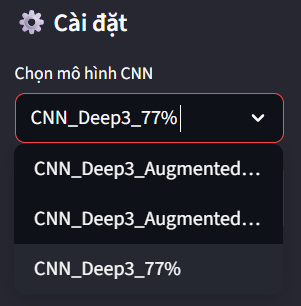 Cài đặt
Chọn mô hình CNN
CNN_Deep3_77%
CNN_Deep3_Augmented...
CNN_Deep3_Augmented...
CNN_Deep3_77%